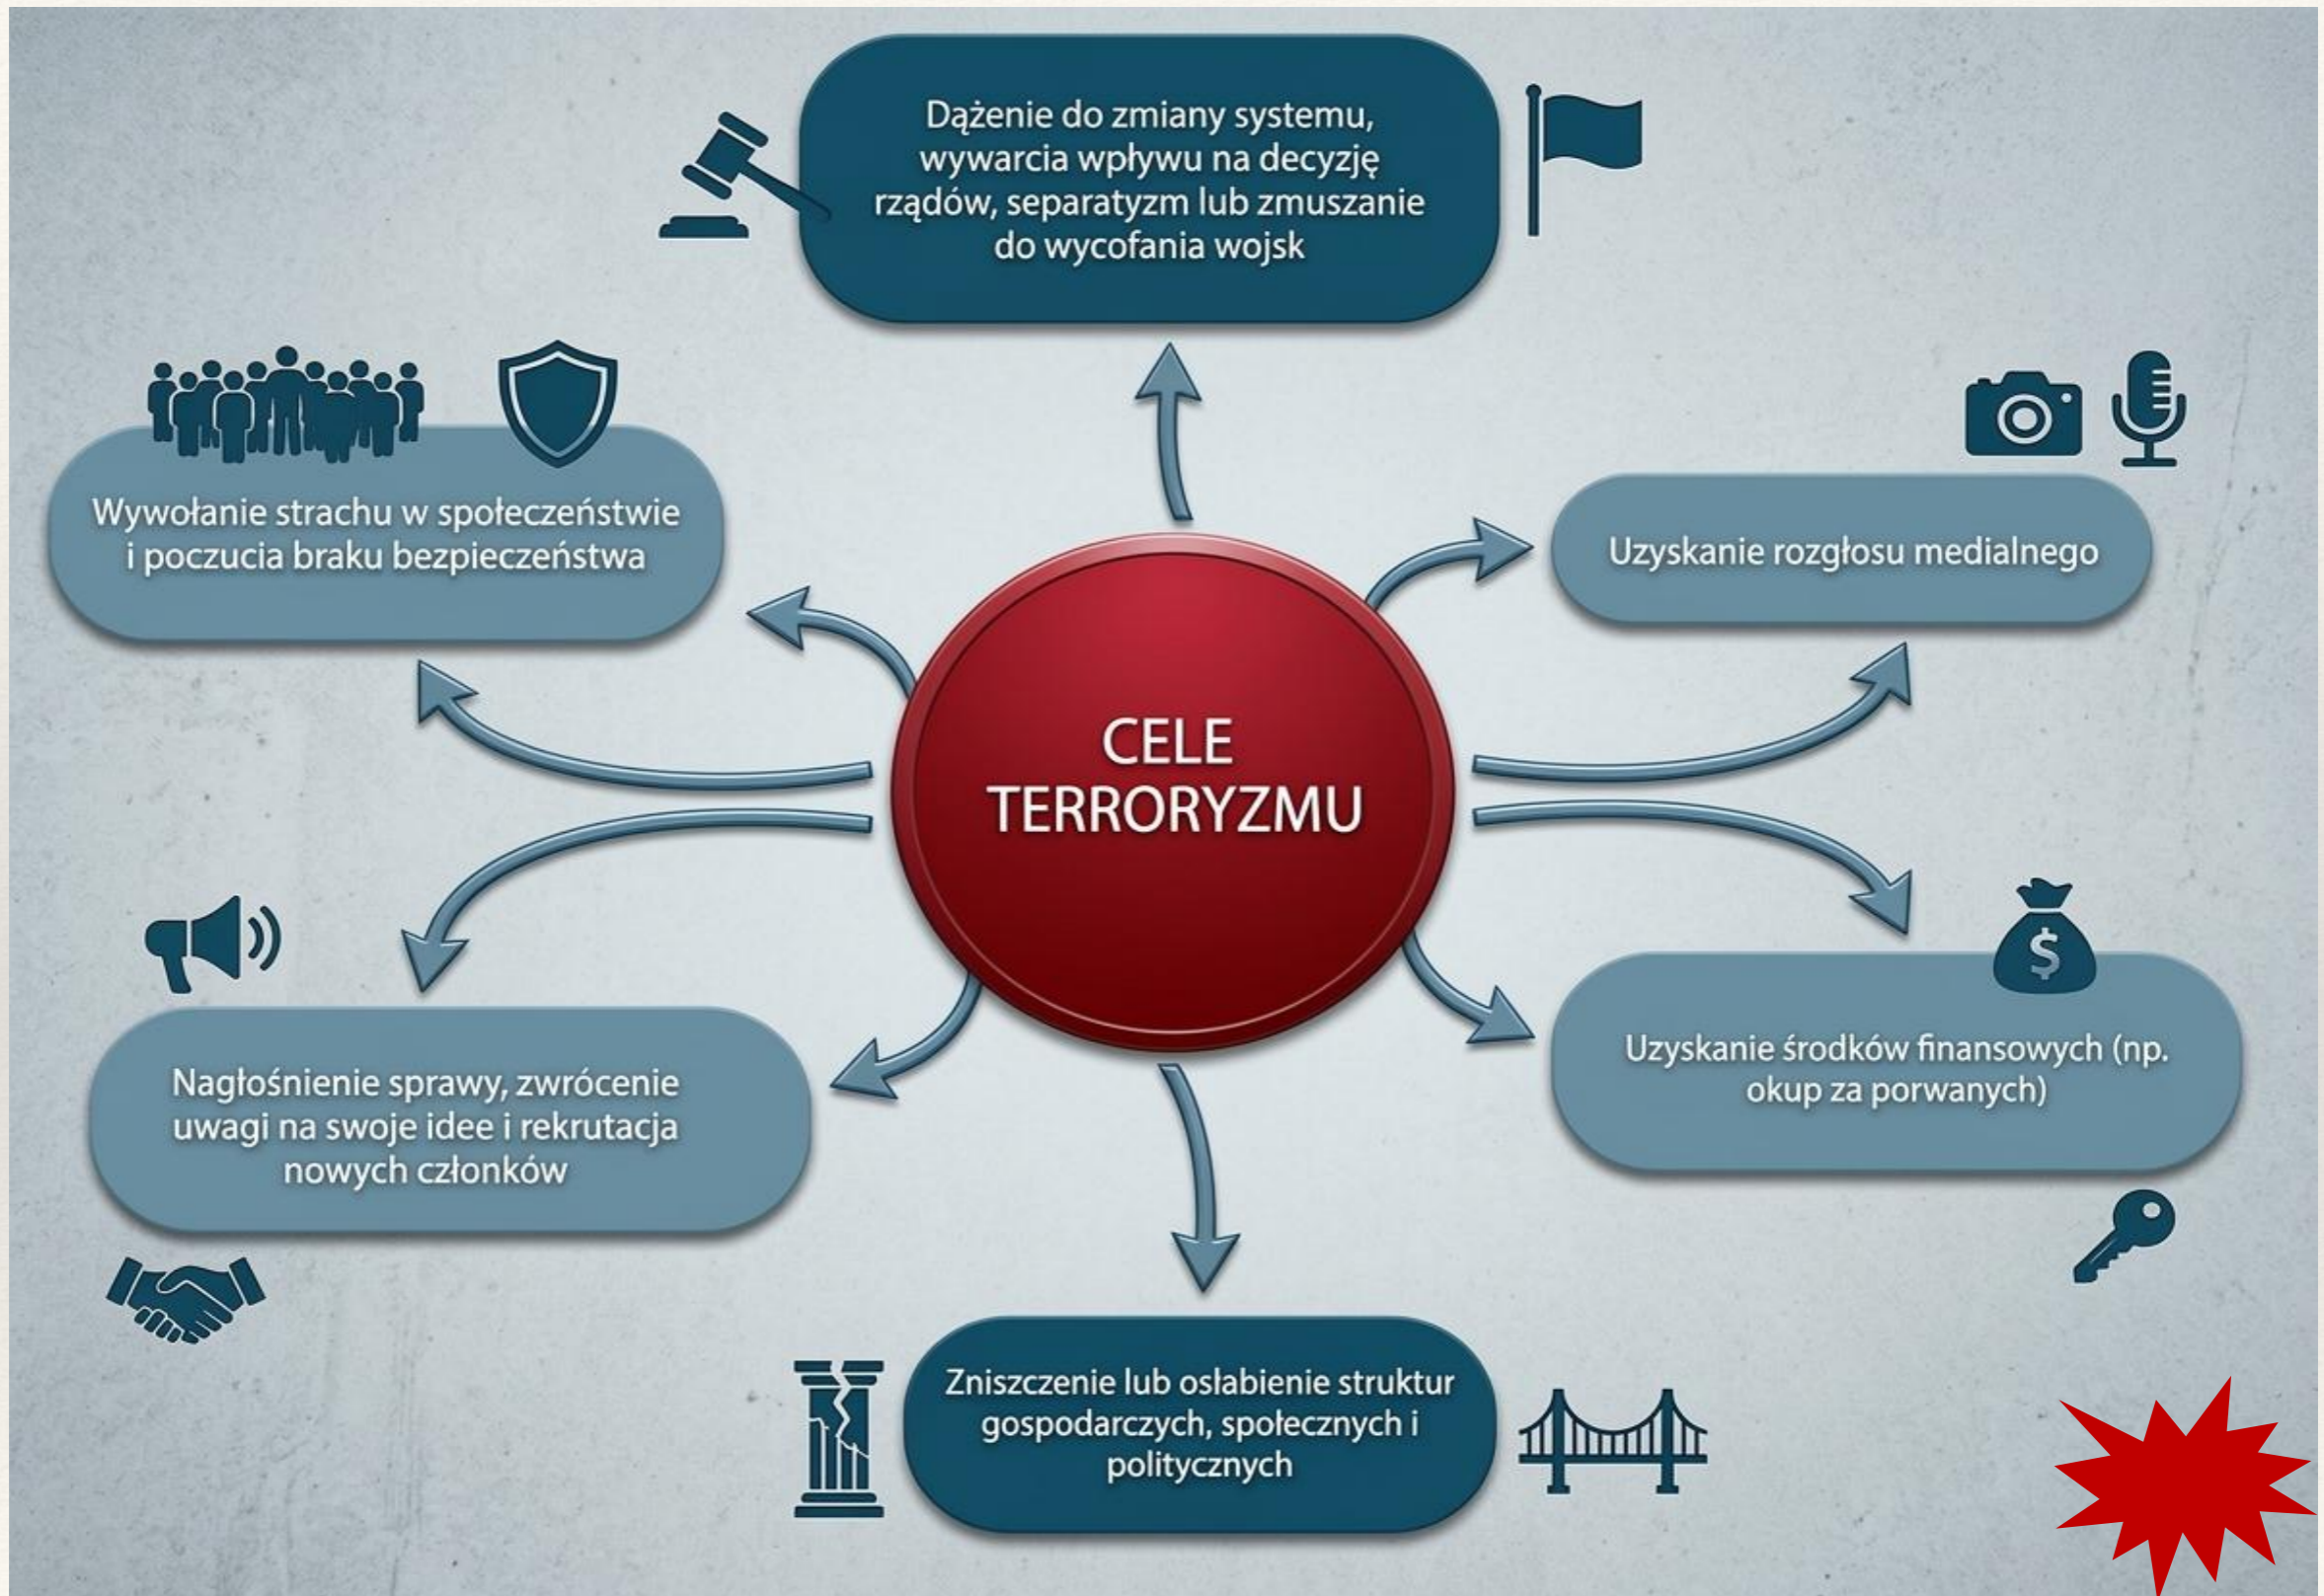 Dążenie do zmiany systemu,
wywarcia wpływu na decyzję
rządów, separatyzm lub zmuszanie
do wycofania wojsk
Wywołanie strachu w społeczeństwie
i poczucia braku bezpieczeństwa
Uzyskanie rozgłosu medialnego
CELE
TERRORYZMU
Nagłośnienie sprawy, zwrócenie
uwagi na swoje idee i rekrutacja
nowych członków
$
Uzyskanie środków finansowych (np.
okup za porwanych)
Zniszczenie lub osłabienie struktur
gospodarczych, społecznych i
politycznych